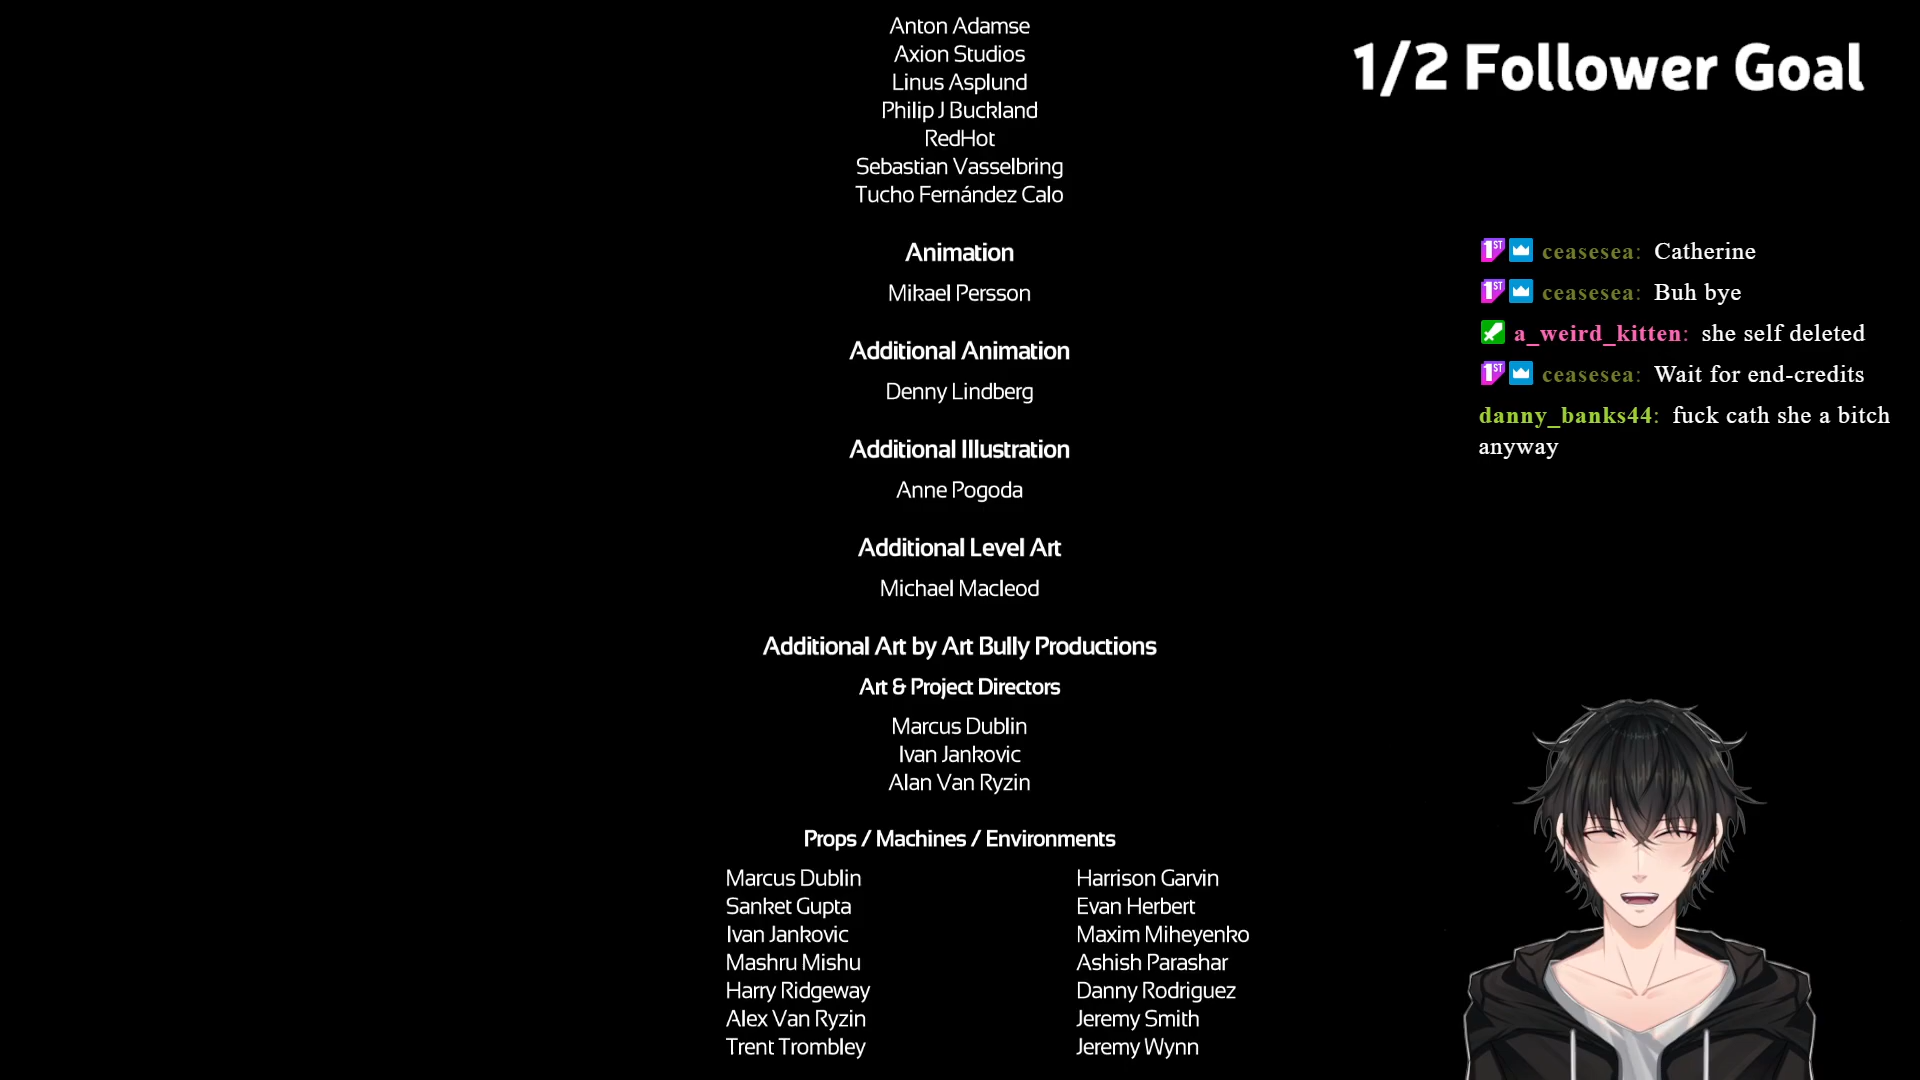 Anton Adamse
Axion Studios
Linus Asplund
Philip J Buckland
RedHot
Sebastian Vasselbring
Tucho Fernández Calo
Animation
Mikael Persson
Additional Animation
Denny Lindberg
Additional Illustration
Anne Pogoda
Additional Level Art
Michael Macleod
Additional Art by Art Bully Productions
Art & Project Directors
Marcus Dublin
Ivan Jankovic
Alan Van Ryzin
Props / Machines / Environments
Marcus Dublin
Sanket Gupta
Ivan Jankovic
Mashru Mishu
Harry Ridgeway
Alex Van Ryzin
Trent Trombley
Harrison Garvin
Evan Herbert
Maxim Miheyenko
Ashish Parashar
Danny Rodriguez
Jeremy Smith
Jeremy Wynn
1/2 Follower Goal
1ST ceasesea: Catherine
1ST ceasesea: Buh bye
a_weird_kitten: she self deleted
1ST ceasesea: Wait for end-credits
danny_banks44: fuck cath she a bitch
anyway